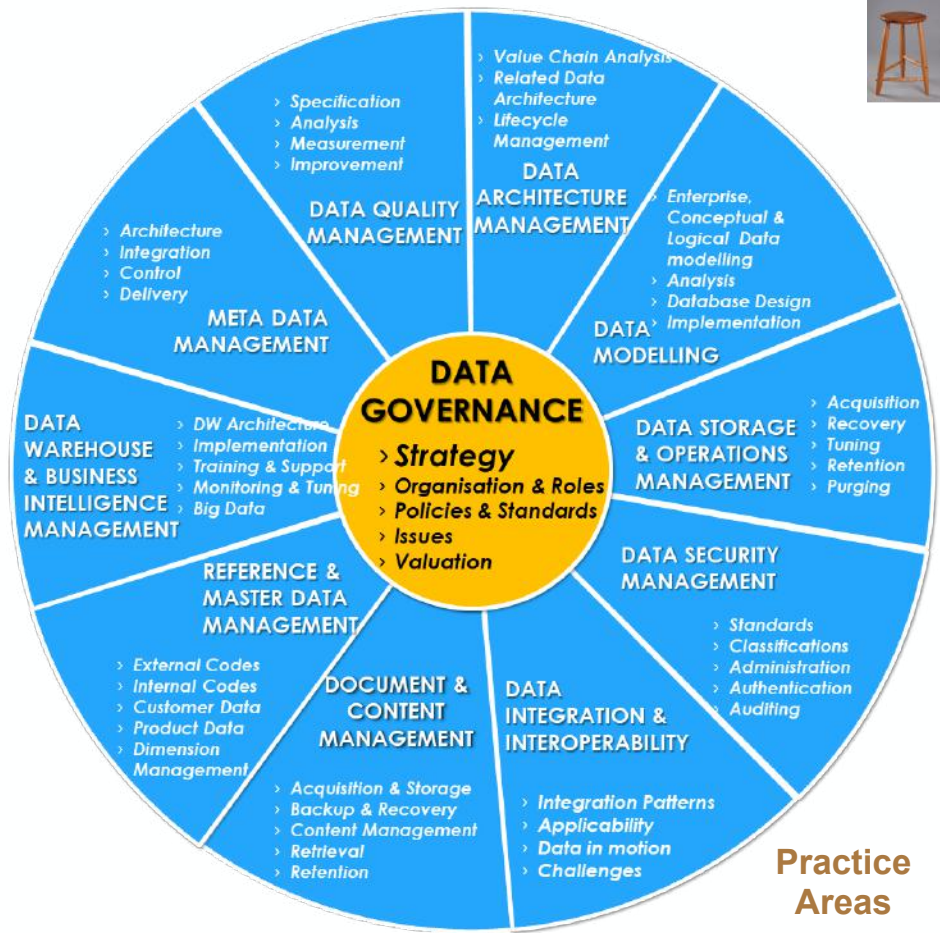 › Value Chain Analysis
› Related Data
Architecture
› Lifecycle
Management
DATA
ARCHITECTURE
MANAGEMENT
› Enterprise,
Conceptual &
Logical Data
modelling
› Analysis
› Database Design
› Implementation
DATA
MODELLING
› Acquisition
› Recovery
› Tuning
› Retention
› Purging
DATA STORAGE
& OPERATIONS
MANAGEMENT
DATA SECURITY
MANAGEMENT
› Standards
› Classifications
› Administration
› Authentication
› Auditing
DATA
INTEGRATION &
INTEROPERABILITY
› Integration Patterns
› Applicability
› Data in motion
› Challenges
DOCUMENT &
CONTENT
MANAGEMENT
› Acquisition & Storage
› Backup & Recovery
› Content Management
› Retrieval
› Retention
REFERENCE &
MASTER DATA
MANAGEMENT
› External Codes
› Internal Codes
› Customer Data
› Product Data
› Dimension
Management
DATA
WAREHOUSE
& BUSINESS
INTELLIGENCE
MANAGEMENT
› DW Architecture
› Implementation
› Training & Support
› Monitoring & Tuning
› Big Data
› Architecture
› Integration
› Control
› Delivery
META DATA
MANAGEMENT
› Specification
› Analysis
› Measurement
› Improvement
DATA QUALITY
MANAGEMENT
DATA
GOVERNANCE
› Strategy
› Organisation & Roles
› Policies & Standards
› Issues
› Valuation
Practice
Areas